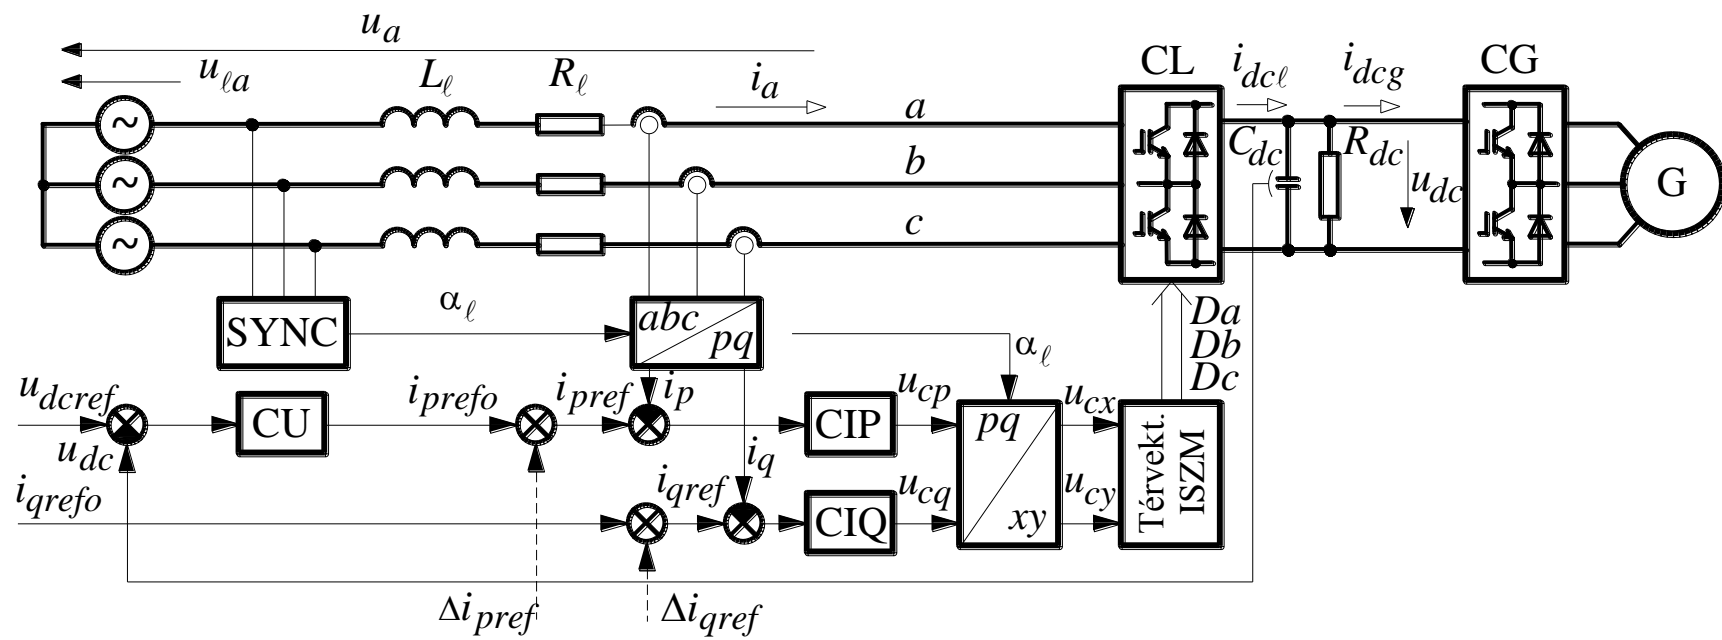 u_a
u_ℓa
L_ℓ
R_ℓ
i_a
a
b
c
CL
i_dcℓ
i_dcg
CG
~
~
~
C_dc
R_dc
u_dc
G
SYNC
α_ℓ
abc
pq
α_ℓ
Da
Db
Dc
u_dcref
u_dc
CU
i_prefo
i_pref
i_p
CIP
u_cp
pq
xy
u_cx
u_cy
Térvekt.
ISZM
i_qrefo
i_qref
i_q
CIQ
u_cq
Δi_pref
Δi_qref